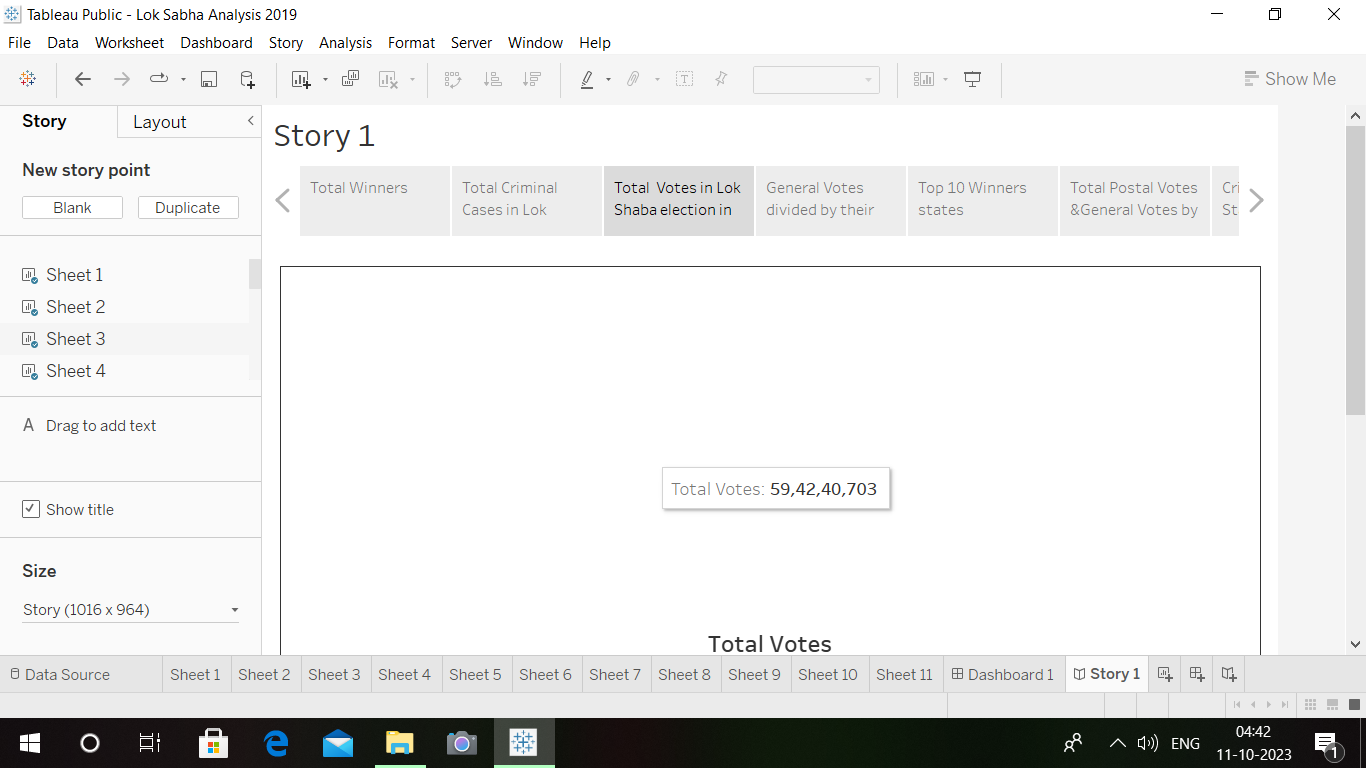 Tableau Public - Lok Sabha Analysis 2019
File Data Worksheet Dashboard Story Analysis Format Server Window Help
Show Me
Story Layout
New story point
Blank Duplicate
Sheet 1
Sheet 2
Sheet 3
Sheet 4
A Drag to add text
Show title
Size
Story (1016 x 964)
Story 1
Total Winners
Total Criminal
Cases in Lok
Total Votes in Lok
Shaba election in
General Votes
divided by their
Top 10 Winners
states
Total Postal Votes
&General Votes by
Cri
St
Total Votes: 59,42,40,703
Total Votes
Data Source Sheet 1 Sheet 2 Sheet 3 Sheet 4 Sheet 5 Sheet 6 Sheet 7 Sheet 8 Sheet 9 Sheet 10 Sheet 11 Dashboard 1 Story 1
ENG
04:42
11-10-2023
1